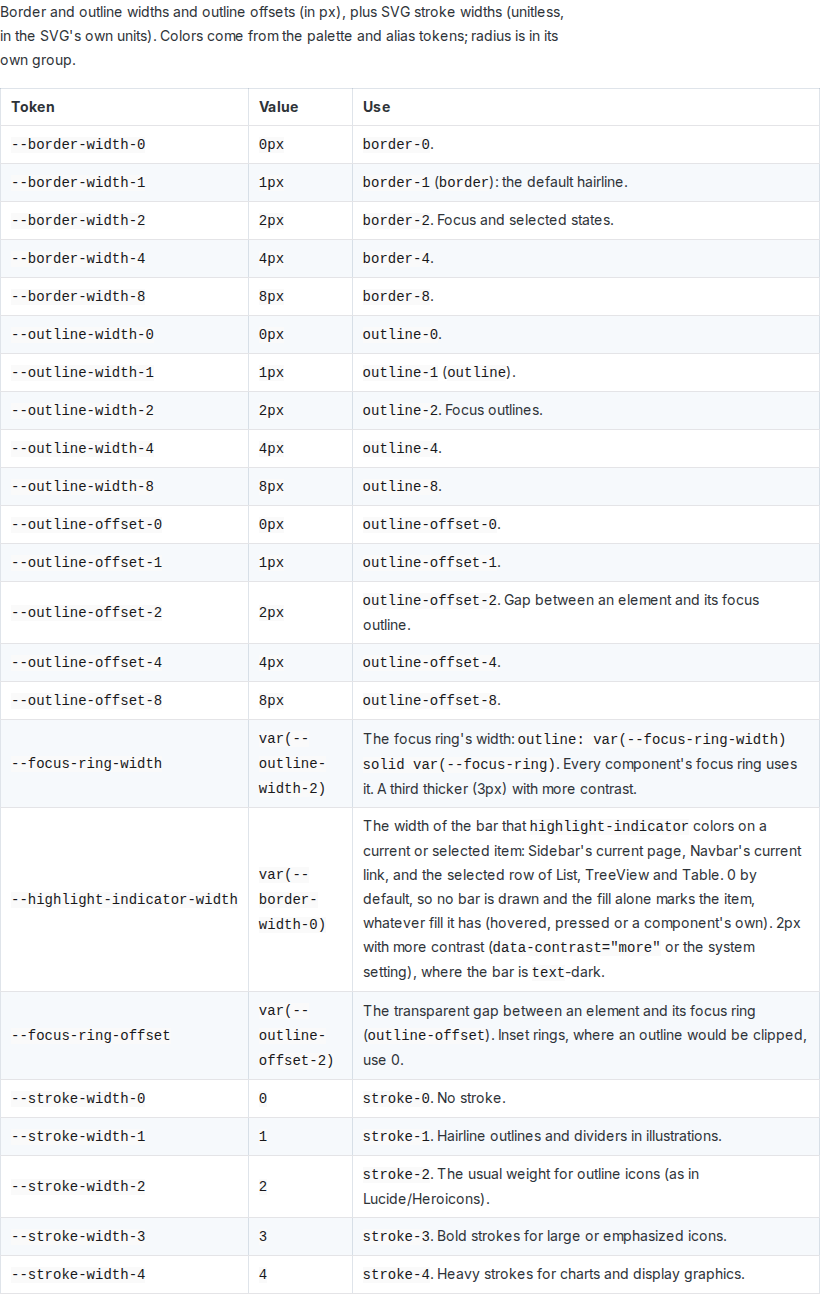 Border and outline widths and outline offsets (in px), plus SVG stroke widths (unitless,
in the SVG's own units). Colors come from the palette and alias tokens; radius is in its
own group.
Token Value Use
--border-width-0 0px border-0.
--border-width-1 1px border-1 (border): the default hairline.
--border-width-2 2px border-2. Focus and selected states.
--border-width-4 4px border-4.
--border-width-8 8px border-8.
--outline-width-0 0px outline-0.
--outline-width-1 1px outline-1 (outline).
--outline-width-2 2px outline-2. Focus outlines.
--outline-width-4 4px outline-4.
--outline-width-8 8px outline-8.
--outline-offset-0 0px outline-offset-0.
--outline-offset-1 1px outline-offset-1.
--outline-offset-2 2px outline-offset-2. Gap between an element and its focus
outline.
--outline-offset-4 4px outline-offset-4.
--outline-offset-8 8px outline-offset-8.
--focus-ring-width
var(--
outline-
width-2)
The focus ring's width: outline: var(--focus-ring-width)
solid var(--focus-ring). Every component's focus ring uses
it. A third thicker (3px) with more contrast.
--highlight-indicator-width
var(--
border-
width-0)
The width of the bar that highlight-indicator colors on a
current or selected item: Sidebar's current page, Navbar's current
link, and the selected row of List, TreeView and Table. 0 by
default, so no bar is drawn and the fill alone marks the item,
whatever fill it has (hovered, pressed or a component's own). 2px
with more contrast (data-contrast="more" or the system
setting), where the bar is text-dark.
--focus-ring-offset
var(--
outline-
offset-2)
The transparent gap between an element and its focus ring
(outline-offset). Inset rings, where an outline would be clipped,
use 0.
--stroke-width-0 0 stroke-0. No stroke.
--stroke-width-1 1 stroke-1. Hairline outlines and dividers in illustrations.
--stroke-width-2 2 stroke-2. The usual weight for outline icons (as in
Lucide/Heroicons).
--stroke-width-3 3 stroke-3. Bold strokes for large or emphasized icons.
--stroke-width-4 4 stroke-4. Heavy strokes for charts and display graphics.